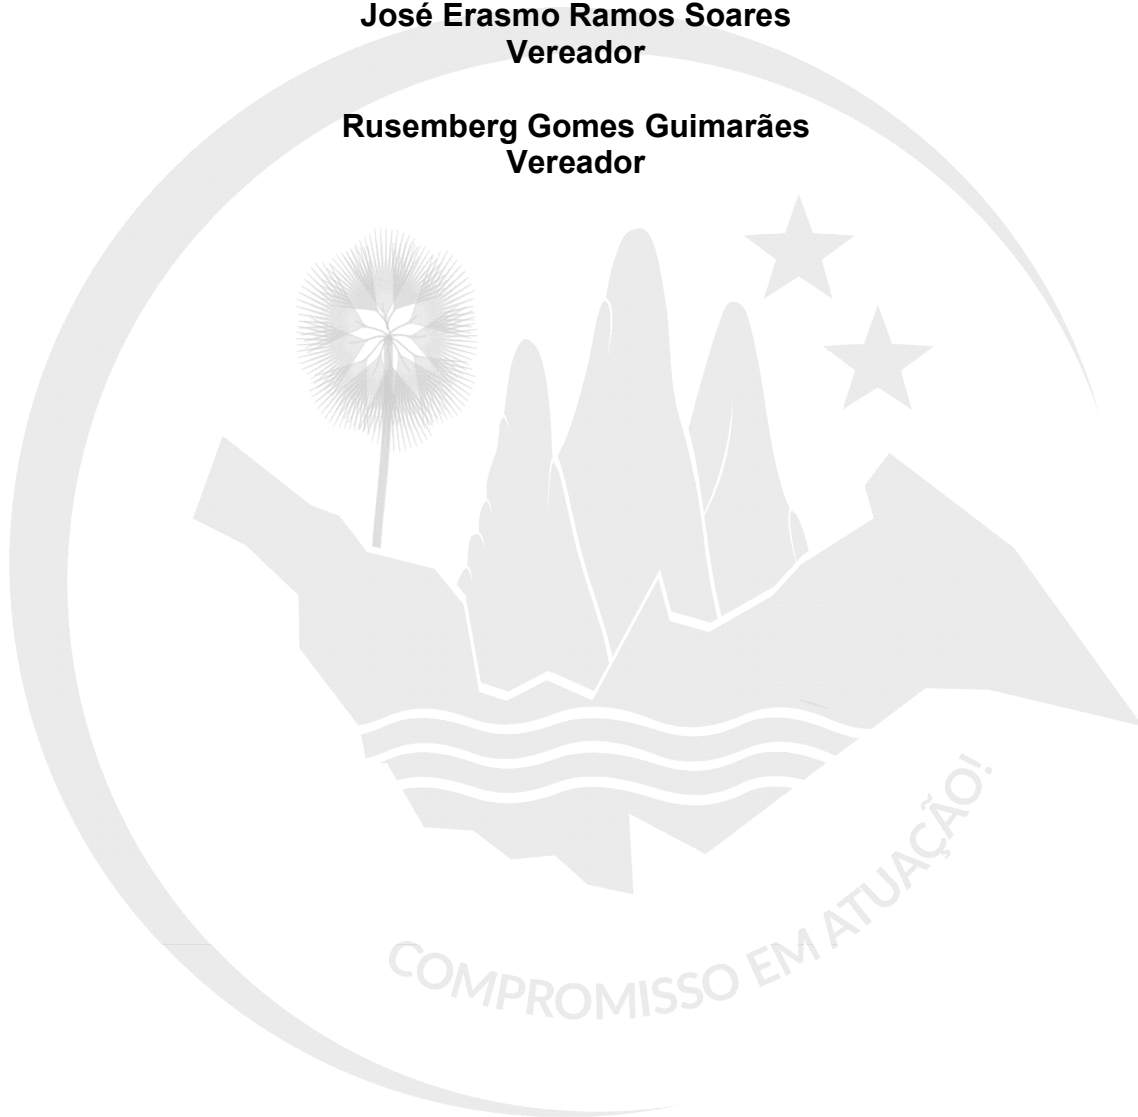 José Erasmo Ramos Soares
Vereador
Rusemberg Gomes Guimarães
Vereador
COMPROMISSO EM ATUAÇÃO!